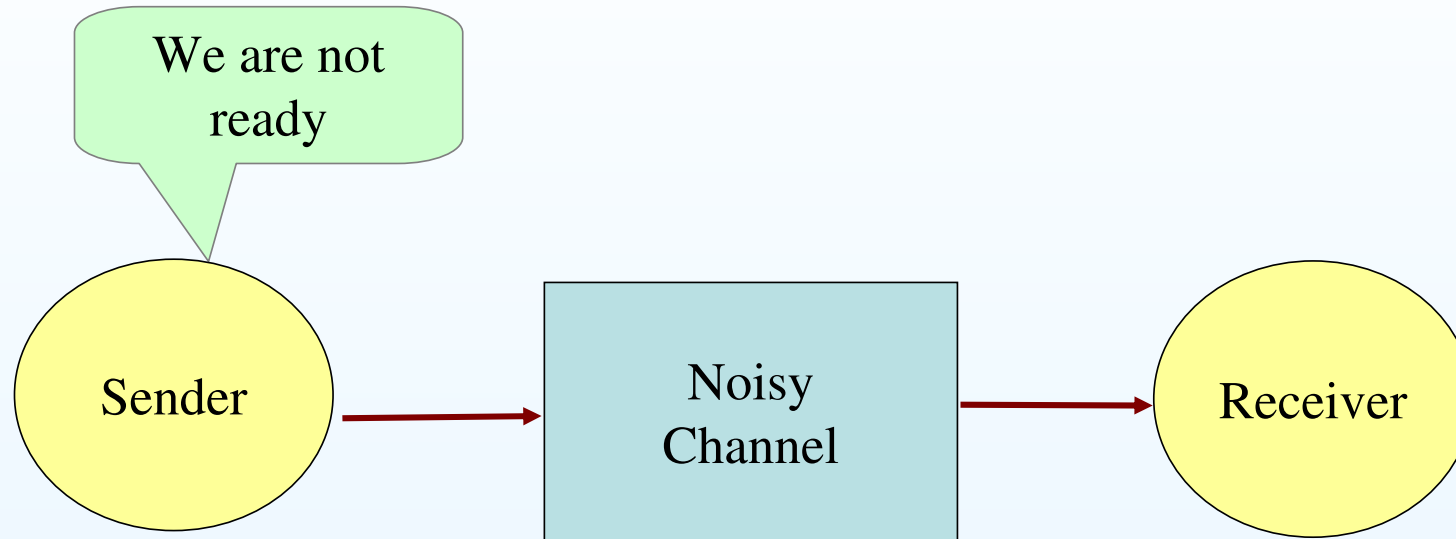 We are not
ready
Sender
Noisy
Channel
Receiver